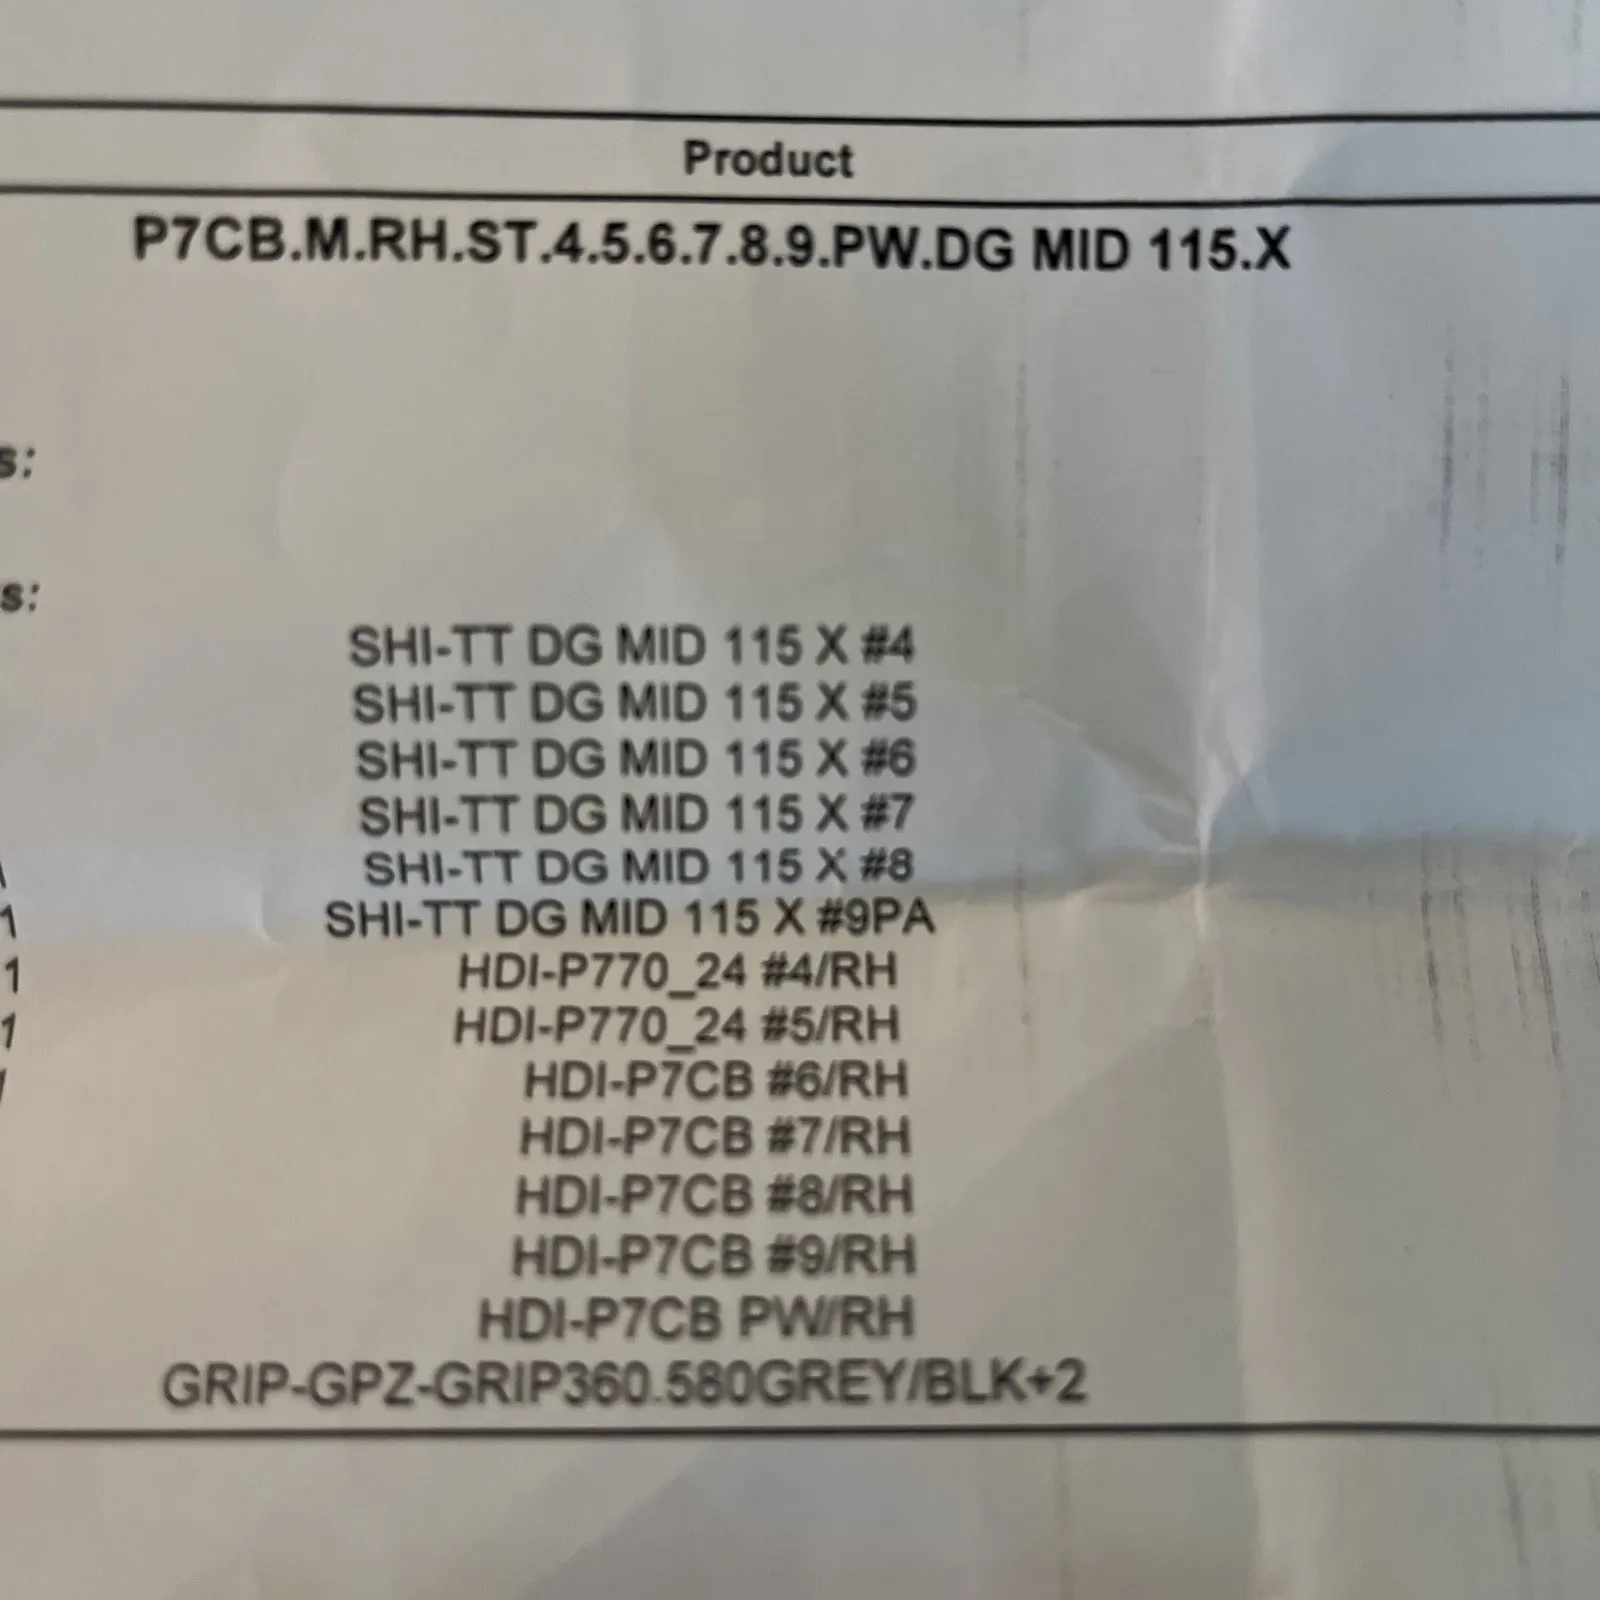 Product
P7CB.M.RH.ST.4.5.6.7.8.9.PW.DG MID 115.X
s:
s:
SHI-TT DG MID 115 X #4
SHI-TT DG MID 115 X #5
SHI-TT DG MID 115 X #6
SHI-TT DG MID 115 X #7
SHI-TT DG MID 115 X #8
1 SHI-TT DG MID 115 X #9PA
1 HDI-P770_24 #4/RH
1 HDI-P770_24 #5/RH
HDI-P7CB #6/RH
HDI-P7CB #7/RH
HDI-P7CB #8/RH
HDI-P7CB #9/RH
HDI-P7CB PW/RH
GRIP-GPZ-GRIP360.580GREY/BLK+2